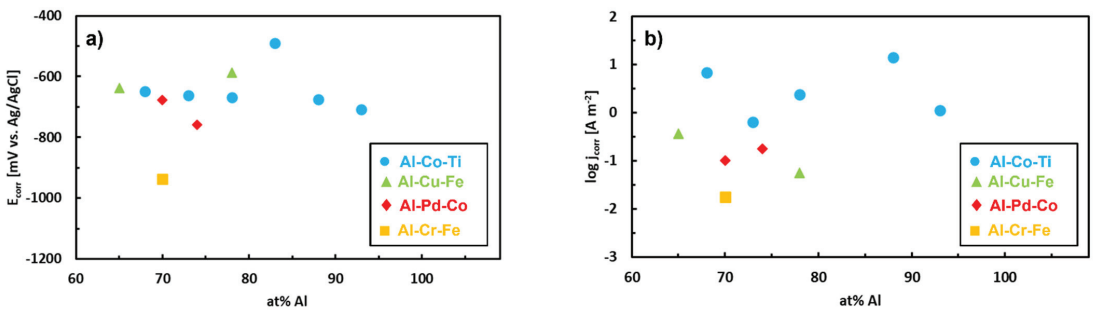 a)
-400
-600
-800
-1000
-1200
E_corr [mV vs. Ag/AgCl]
60 70 80 90 100
at% Al
Al-Co-Ti
Al-Cu-Fe
Al-Pd-Co
Al-Cr-Fe
b)
2
1
0
-1
-2
-3
log j_corr [A m⁻²]
60 70 80 90 100
at% Al
Al-Co-Ti
Al-Cu-Fe
Al-Pd-Co
Al-Cr-Fe